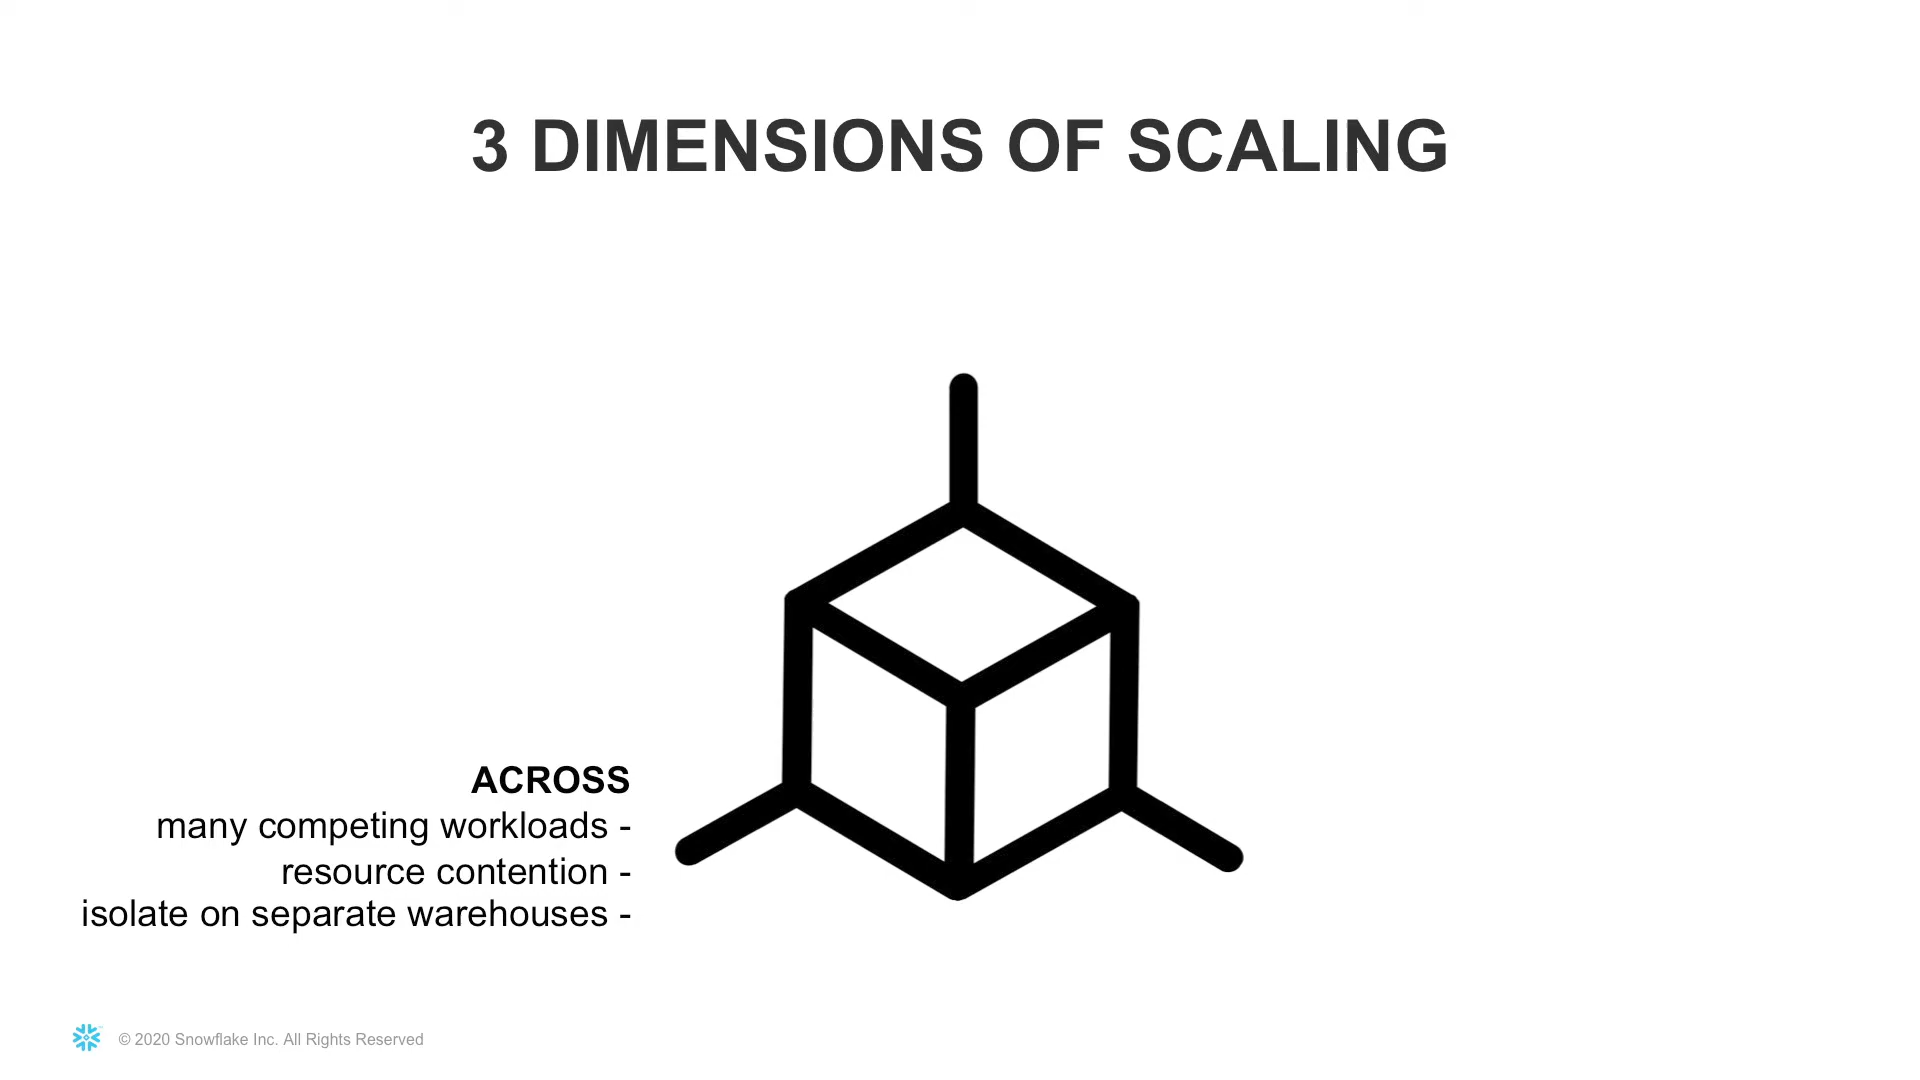 3 DIMENSIONS OF SCALING
ACROSS
many competing workloads -
resource contention -
isolate on separate warehouses -
© 2020 Snowflake Inc. All Rights Reserved